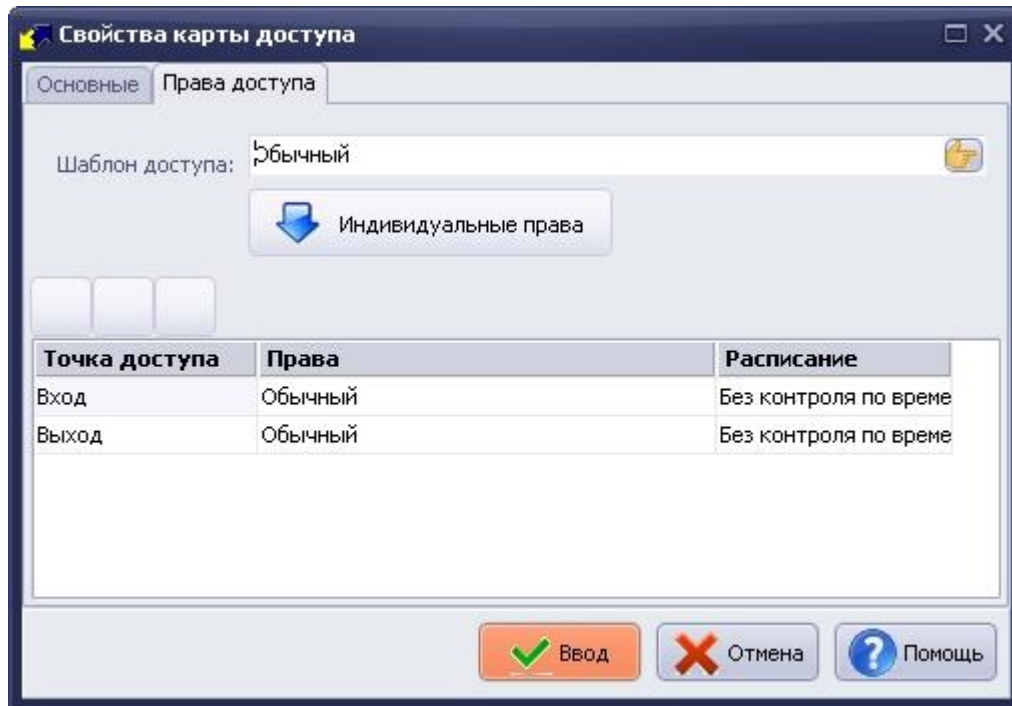 Свойства карты доступа
Основные Права доступа
Шаблон доступа: Обычный
Индивидуальные права
Точка доступа Права Расписание
Вход Обычный Без контроля по време
Выход Обычный Без контроля по време
Ввод Отмена Помощь